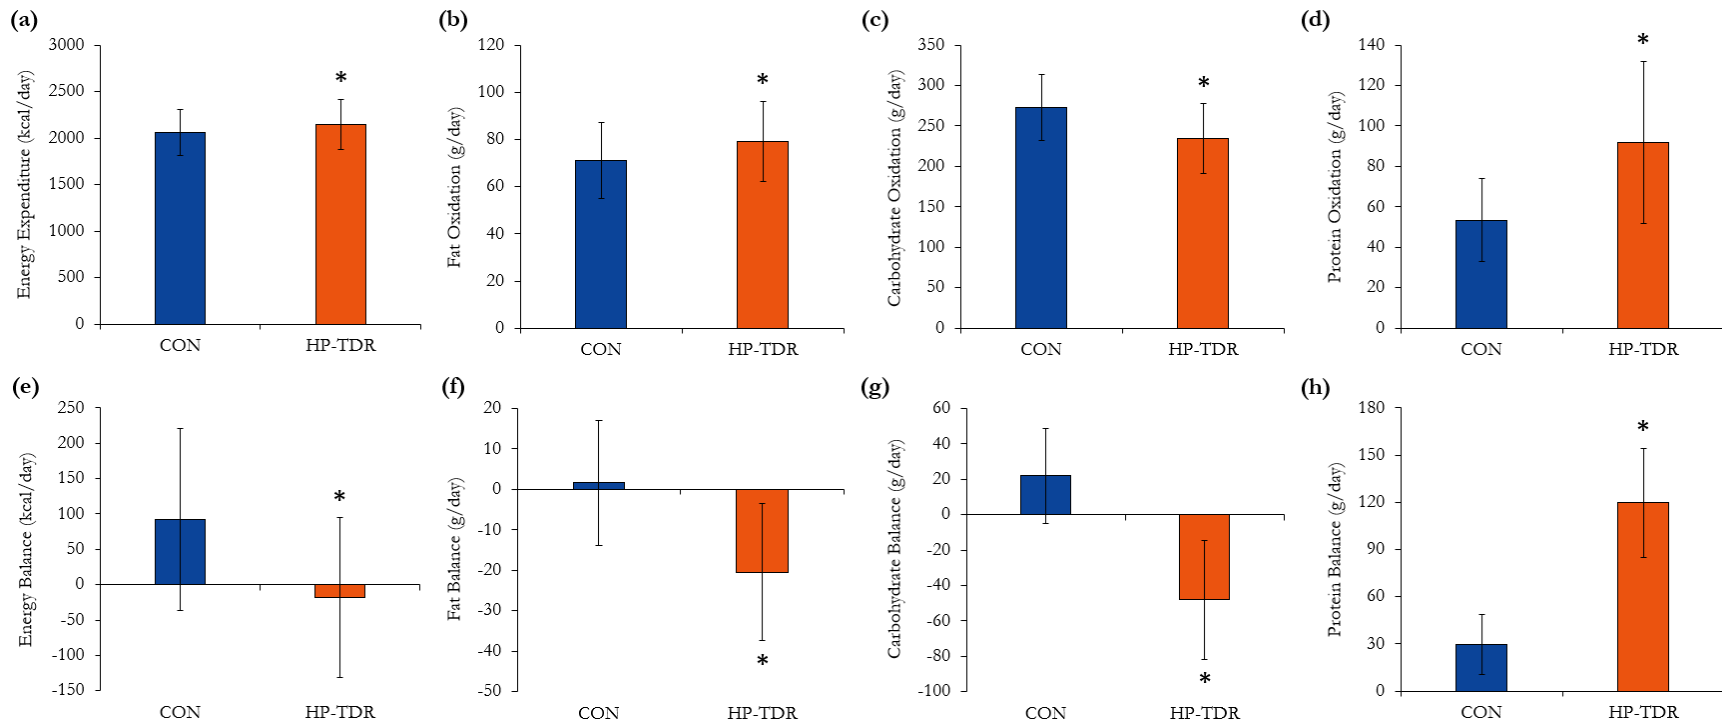 (a)
Energy Expenditure (kcal/day)
3000
2500
2000
1500
1000
500
0
*
CON
HP-TDR
(b)
Fat Oxidation (g/day)
120
100
80
60
40
20
0
*
CON
HP-TDR
(c)
Carbohydrate Oxidation (g/day)
350
300
250
200
150
100
50
0
*
CON
HP-TDR
(d)
Protein Oxidation (g/day)
140
120
100
80
60
40
20
0
*
CON
HP-TDR
(e)
Energy Balance (kcal/day)
250
200
150
100
50
0
-50
-100
-150
*
CON
HP-TDR
(f)
Fat Balance (g/day)
20
10
0
-10
-20
-30
-40
-50
*
CON
HP-TDR
(g)
Carbohydrate Balance (g/day)
60
40
20
0
-20
-40
-60
-80
-100
*
CON
HP-TDR
(h)
Protein Balance (g/day)
180
150
120
90
60
30
0
*
CON
HP-TDR